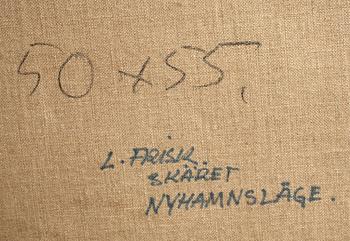 50 x 55,
L. FRISK
SKÄRET
NYHAMNSLÄGE.